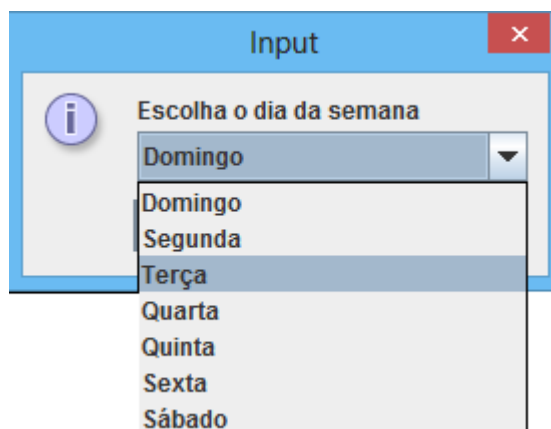 Input
Escolha o dia da semana
Domingo
Domingo
Segunda
Terça
Quarta
Quinta
Sexta
Sábado